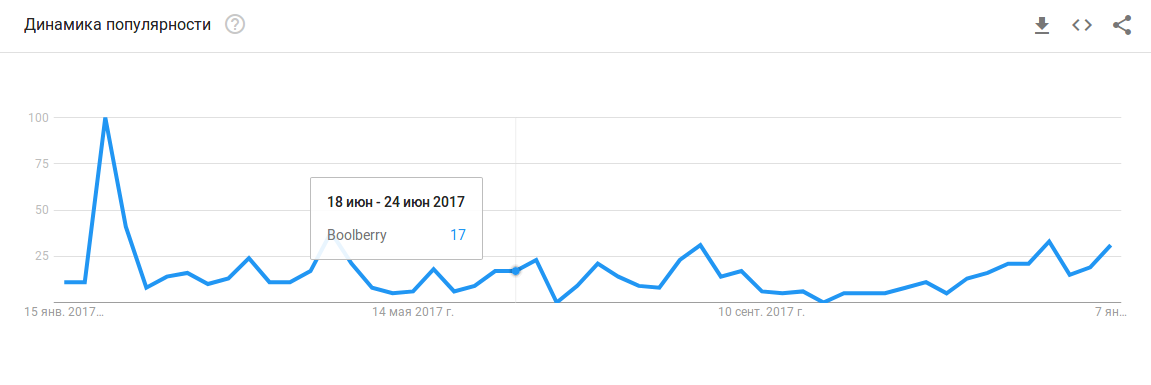 Динамика популярности ?
100
75
50
25
18 июн - 24 июн 2017
Boolberry 17
15 янв. 2017…
14 мая 2017 г.
10 сент. 2017 г.
7 ян…